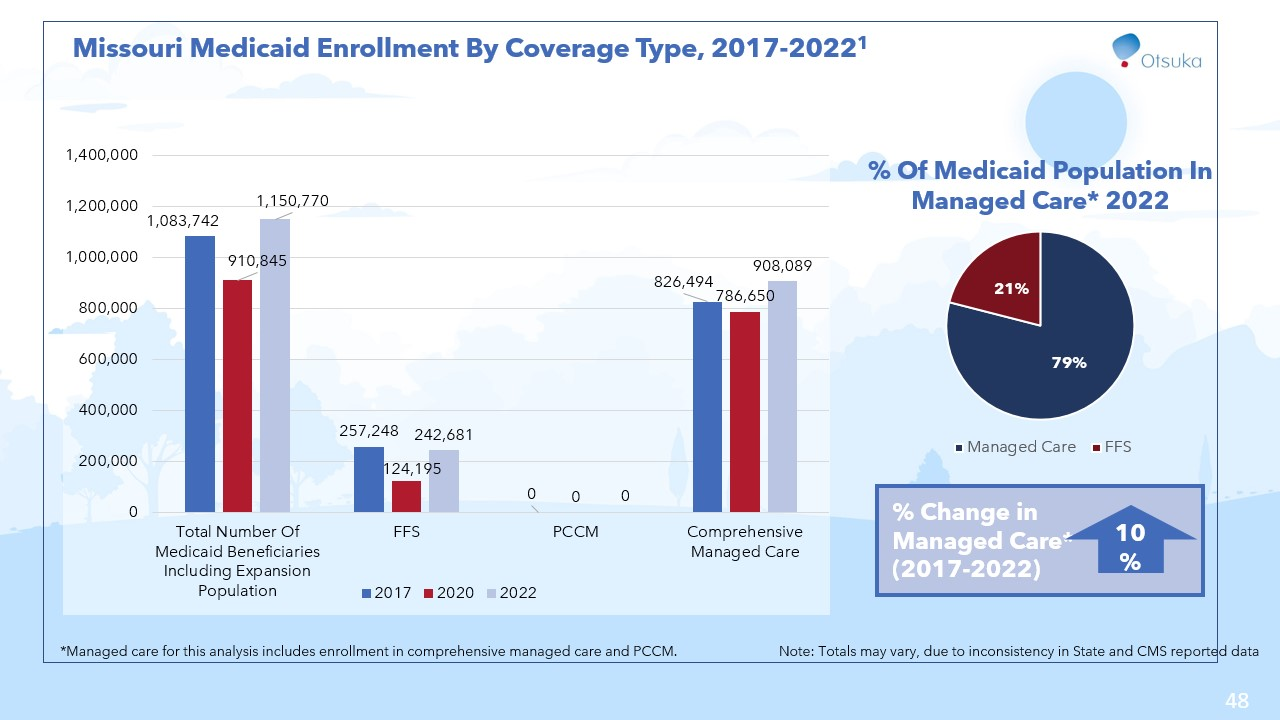 Missouri Medicaid Enrollment By Coverage Type, 2017-2022¹
Otsuka
1,400,000
1,200,000
1,000,000
800,000
600,000
400,000
200,000
0
1,083,742
910,845
1,150,770
257,248
124,195
242,681
0
0
0
826,494
786,650
908,089
Total Number Of
Medicaid Beneficiaries
Including Expansion
Population
FFS
PCCM
Comprehensive
Managed Care
2017 2020 2022
% Of Medicaid Population In
Managed Care* 2022
21%
79%
Managed Care FFS
% Change in
Managed Care*
(2017-2022)
10
%
*Managed care for this analysis includes enrollment in comprehensive managed care and PCCM.
Note: Totals may vary, due to inconsistency in State and CMS reported data
48